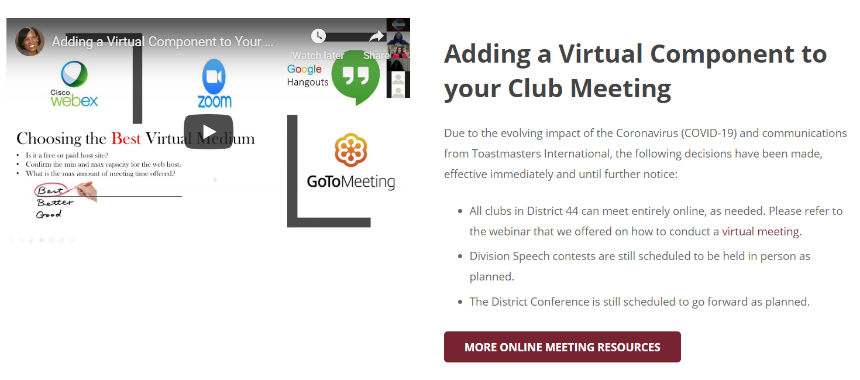 Adding a Virtual Component to Your ...
Watch later
Share
Cisco
webex
zoom
Google
Hangouts
Choosing the Best Virtual Medium
• Is it a free or paid host site?
• Confirm the min and max capacity for the web host.
• What is the max amount of meeting time offered?
Best
Better
Good
GoToMeeting
Adding a Virtual Component to
your Club Meeting
Due to the evolving impact of the Coronavirus (COVID-19) and communications
from Toastmasters International, the following decisions have been made,
effective immediately and until further notice:
• All clubs in District 44 can meet entirely online, as needed. Please refer to
the webinar that we offered on how to conduct a virtual meeting.
• Division Speech contests are still scheduled to be held in person as
planned.
• The District Conference is still scheduled to go forward as planned.
MORE ONLINE MEETING RESOURCES